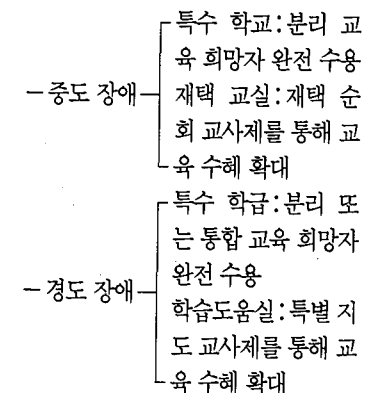 특수 학교:분리 교
육 희망자 완전 수용
─중도 장애─ 재택 교실:재택 순
회 교사제를 통해 교
육 수혜 확대
특수 학급:분리 또
는 통합 교육 희망자
완전 수용
─경도 장애─
학습도움실:특별 지
도 교사제를 통해 교
육 수혜 확대